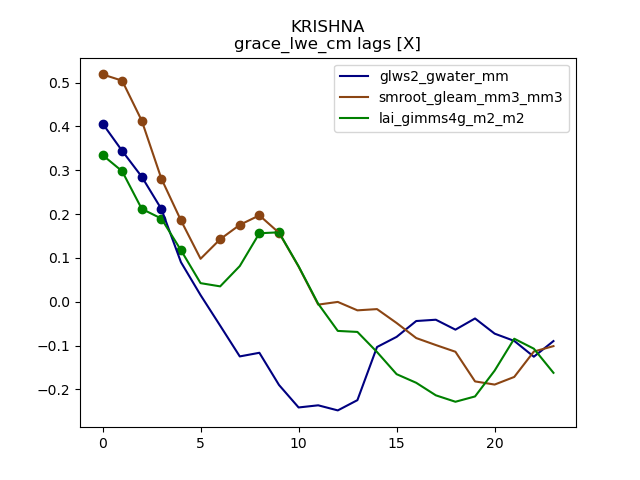 KRISHNA
grace_lwe_cm lags [X]
glws2_gwater_mm
smroot_gleam_mm3_mm3
lai_gimms4g_m2_m2
0.5
0.4
0.3
0.2
0.1
0.0
−0.1
−0.2
0 5 10 15 20